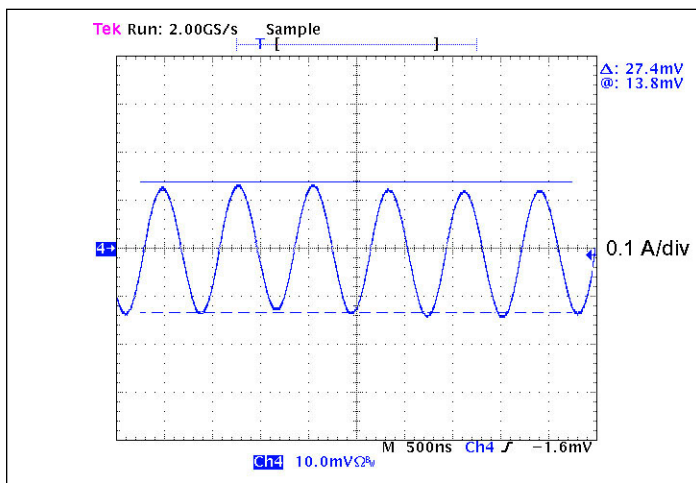 Tek Run: 2.00GS/s Sample
T
Δ: 27.4mV
@: 13.8mV
4
0.1 A/div
M 500ns Ch4 ∫ −1.6mV
Ch4 10.0mVΩBW